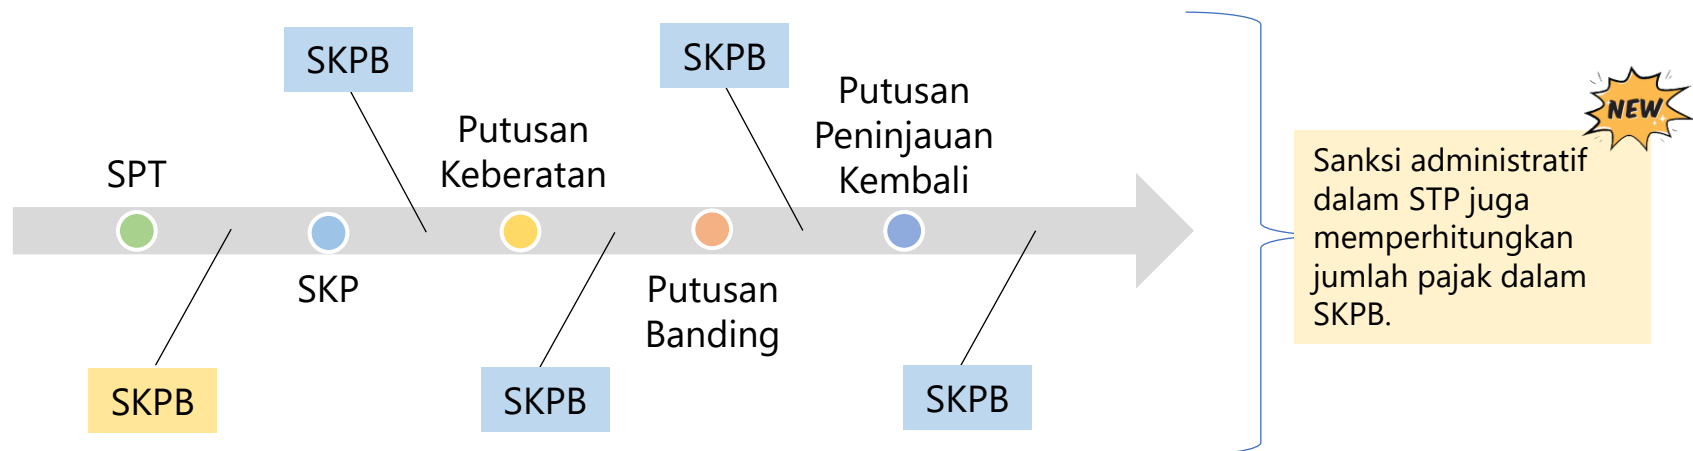 SPT
SKPB
SKP
SKPB
Putusan
Keberatan
SKPB
Putusan
Banding
SKPB
Putusan
Peninjauan
Kembali
SKPB
NEW
Sanksi administratif
dalam STP juga
memperhitungkan
jumlah pajak dalam
SKPB.